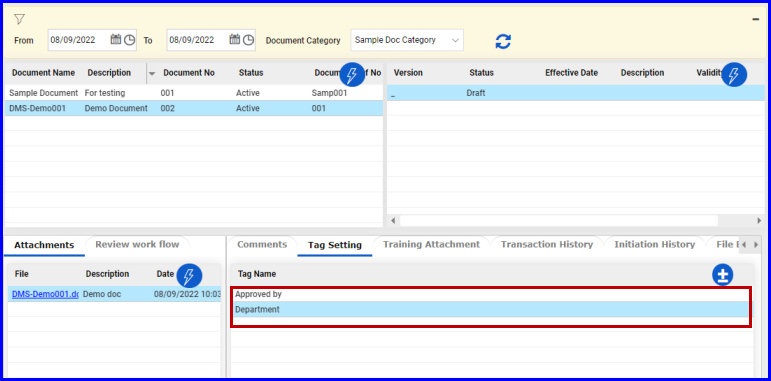 From 08/09/2022 To 08/09/2022 Document Category Sample Doc Category
Document Name Description Document No Status Docum f No
Sample Document For testing 001 Active Samp001
DMS-Demo001 Demo Document 002 Active 001
Version Status Effective Date Description Validity
_ Draft
Attachments Review work flow
File Description Date
DMS-Demo001.do Demo doc 08/09/2022 10:03
Comments Tag Setting Training Attachment Transaction History Initiation History File
Tag Name
Approved by
Department